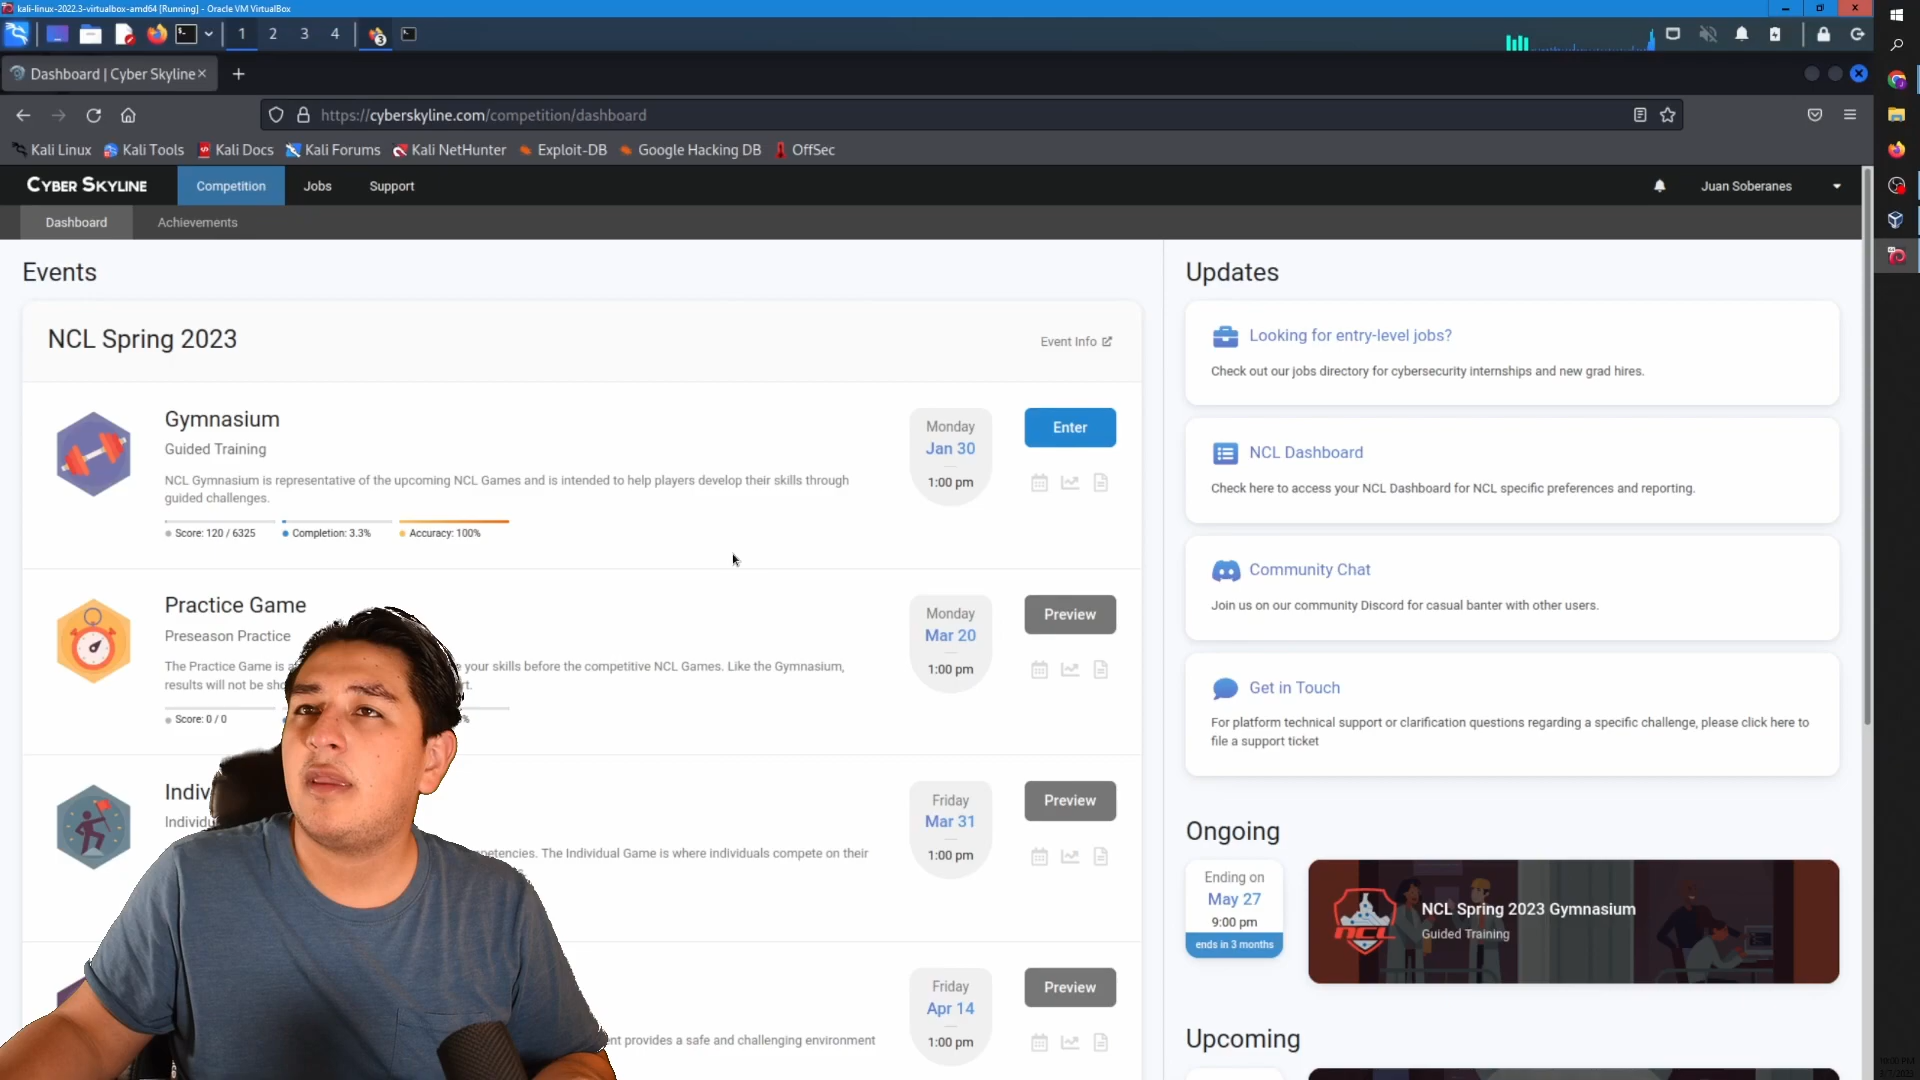 kali-linux-2022.3-virtualbox-amd64 [Running] - Oracle VM VirtualBox
1 2 3 4
3
Dashboard | Cyber Skyline
https://cyberskyline.com/competition/dashboard
Kali Linux Kali Tools Kali Docs Kali Forums Kali NetHunter Exploit-DB Google Hacking DB OffSec
CYBER SKYLINE Competition Jobs Support Juan Soberanes
Dashboard Achievements
Events
NCL Spring 2023
Event Info
Gymnasium
Guided Training
NCL Gymnasium is representative of the upcoming NCL Games and is intended to help players develop their skills through
guided challenges.
Score: 120 / 6325 Completion: 3.3% Accuracy: 100%
Monday
Jan 30
1:00 pm
Enter
Practice Game
Preseason Practice
The Practice Game is your skills before the competitive NCL Games. Like the Gymnasium,
results will not be
Score: 0 / 0 %
Monday
Mar 20
1:00 pm
Preview
Friday
Mar 31
1:00 pm
Preview
The Individual Game is where individuals compete on their
Friday
Apr 14
1:00 pm
Preview
provides a safe and challenging environment
Updates
Looking for entry-level jobs?
Check out our jobs directory for cybersecurity internships and new grad hires.
NCL Dashboard
Check here to access your NCL Dashboard for NCL specific preferences and reporting.
Community Chat
Join us on our community Discord for casual banter with other users.
Get in Touch
For platform technical support or clarification questions regarding a specific challenge, please click here to
file a support ticket
Ongoing
Ending on
May 27
9:00 pm
ends in 3 months
NCL
NCL Spring 2023 Gymnasium
Guided Training
Upcoming